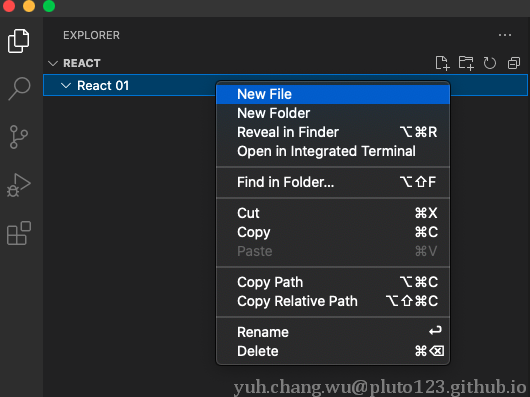 EXPLORER
REACT
React 01
New File
New Folder
Reveal in Finder ⌥⌘R
Open in Integrated Terminal
Find in Folder... ⌥⇧F
Cut ⌘X
Copy ⌘C
Paste ⌘V
Copy Path ⌥⌘C
Copy Relative Path ⌥⇧⌘C
Rename ↩
Delete ⌘⌫
yuh.chang.wu@pluto123.github.io